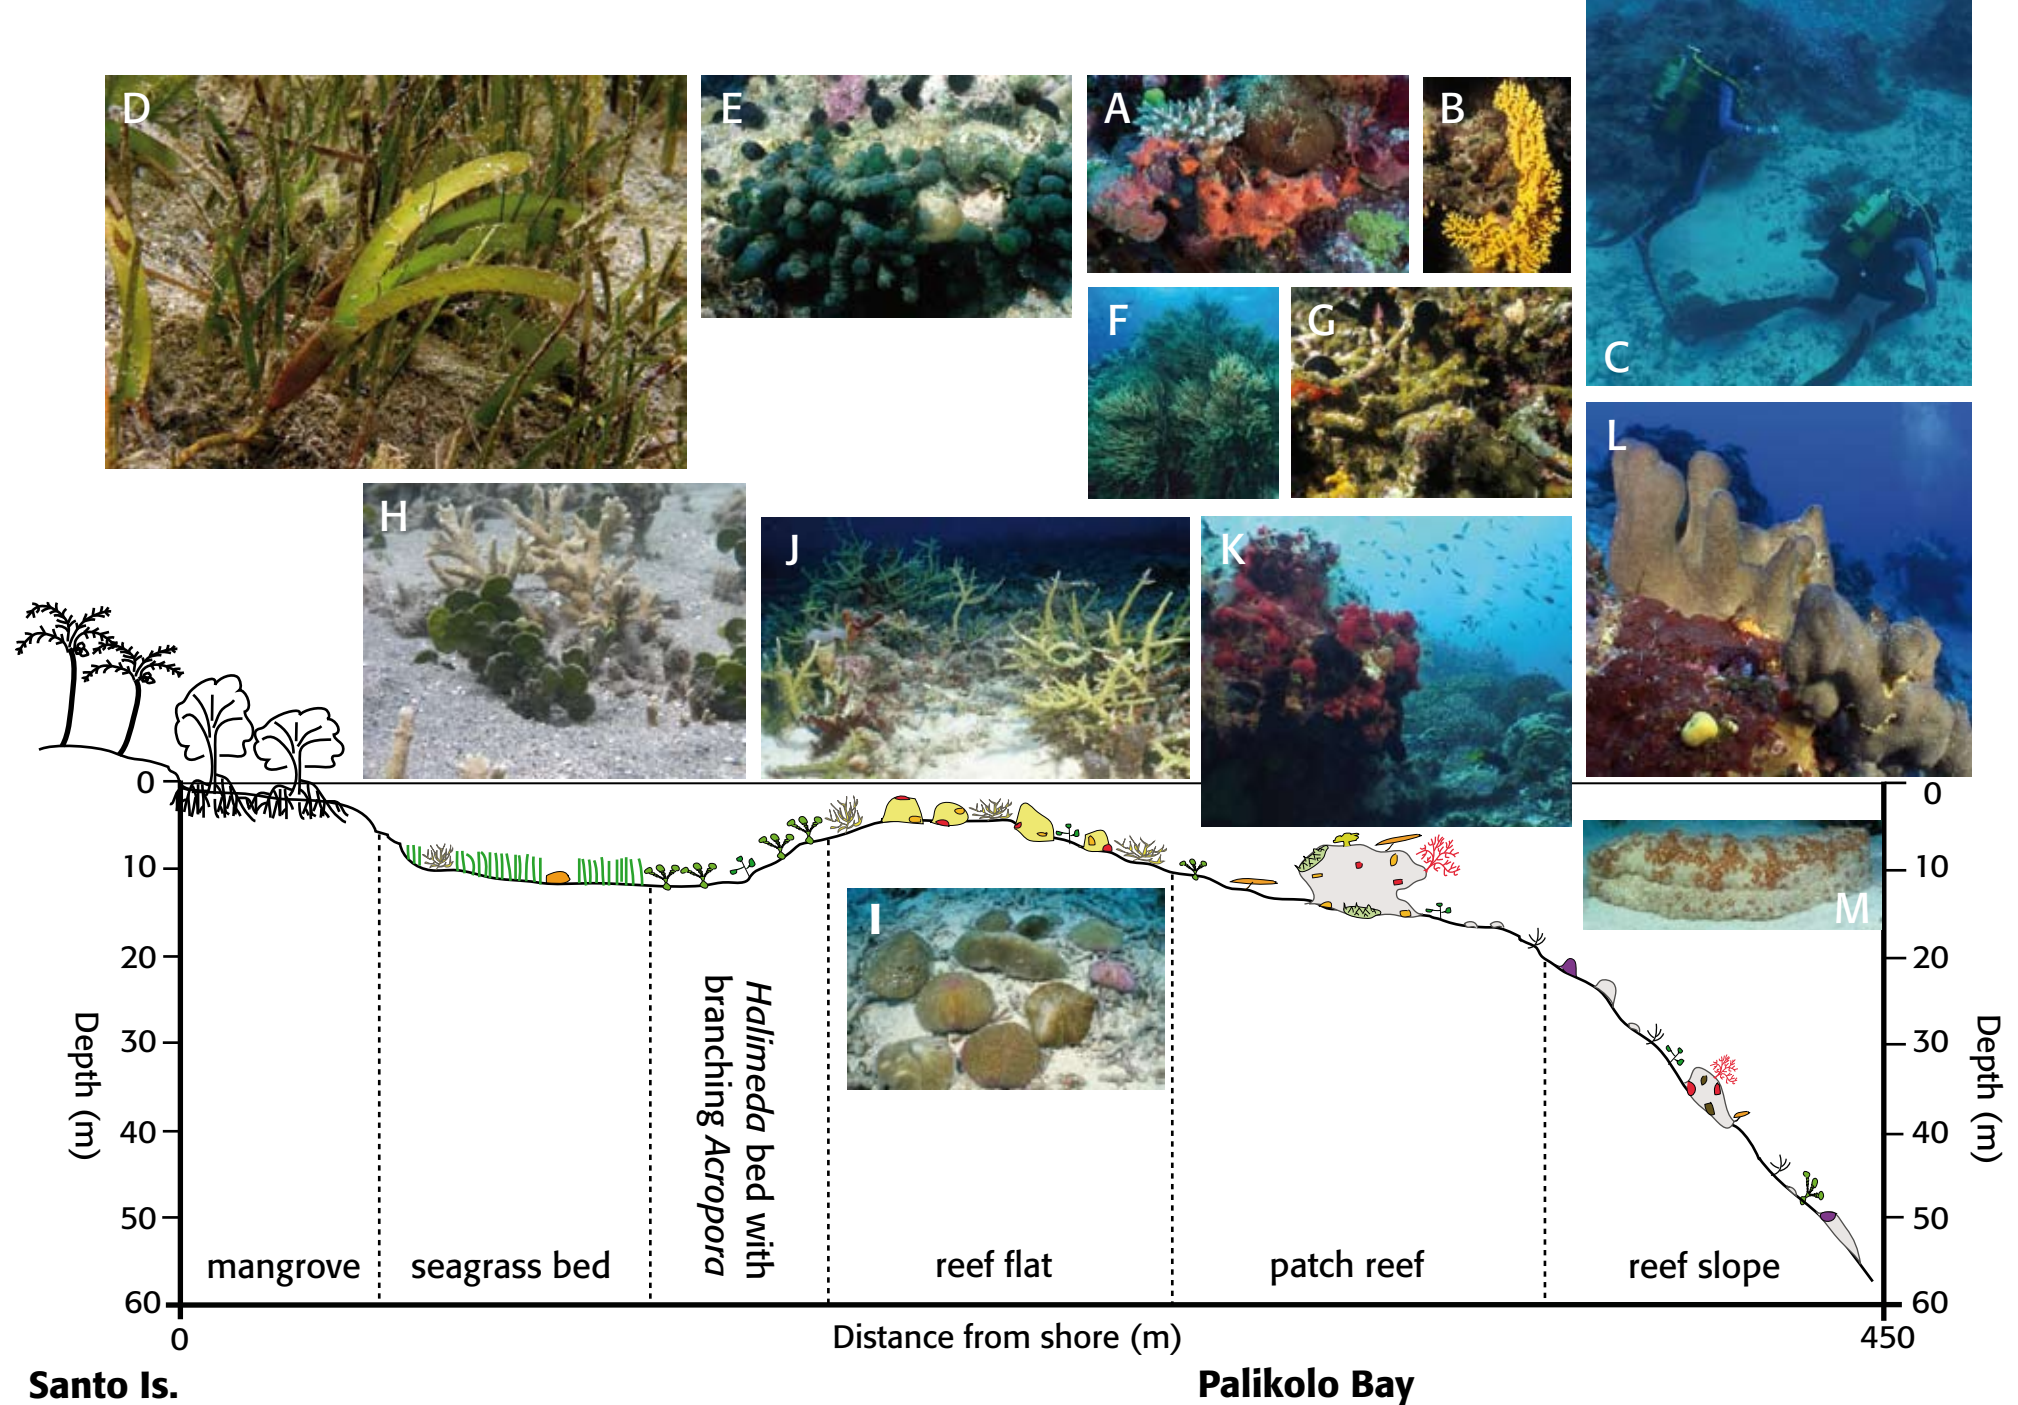 D
E
A
B
C
F
G
L
H
J
K
I
M
0
10
20
30
40
50
60
Depth (m)
0
10
20
30
40
50
60
Depth (m)
mangrove
seagrass bed
Halimeda bed with
branching Acropora
reef flat
patch reef
reef slope
0
Distance from shore (m)
450
Santo Is.
Palikolo Bay